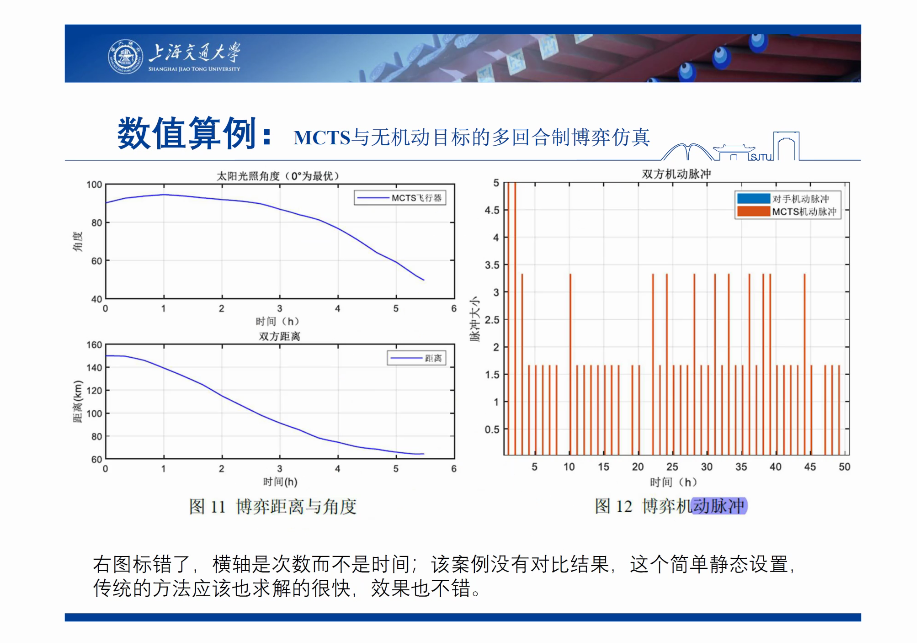 上海交通大学
SHANGHAI JIAO TONG UNIVERSITY
数值算例：MCTS与无机动目标的多回合制博弈仿真
SJTU
太阳光照角度（0°为最优）
100
80
60
40
角度
MCTS飞行器
0 1 2 3 4 5 6
时间（h）
双方距离
160
140
120
100
80
60
距离(km)
距离
0 1 2 3 4 5 6
时间(h)
图 11 博弈距离与角度
双方机动脉冲
5
4.5
4
3.5
3
2.5
2
1.5
1
0.5
脉冲大小
对手机动脉冲
MCTS机动脉冲
5 10 15 20 25 30 35 40 45 50
时间（h）
图 12 博弈机动脉冲
右图标错了，横轴是次数而不是时间；该案例没有对比结果，这个简单静态设置，
传统的方法应该也求解的很快，效果也不错。